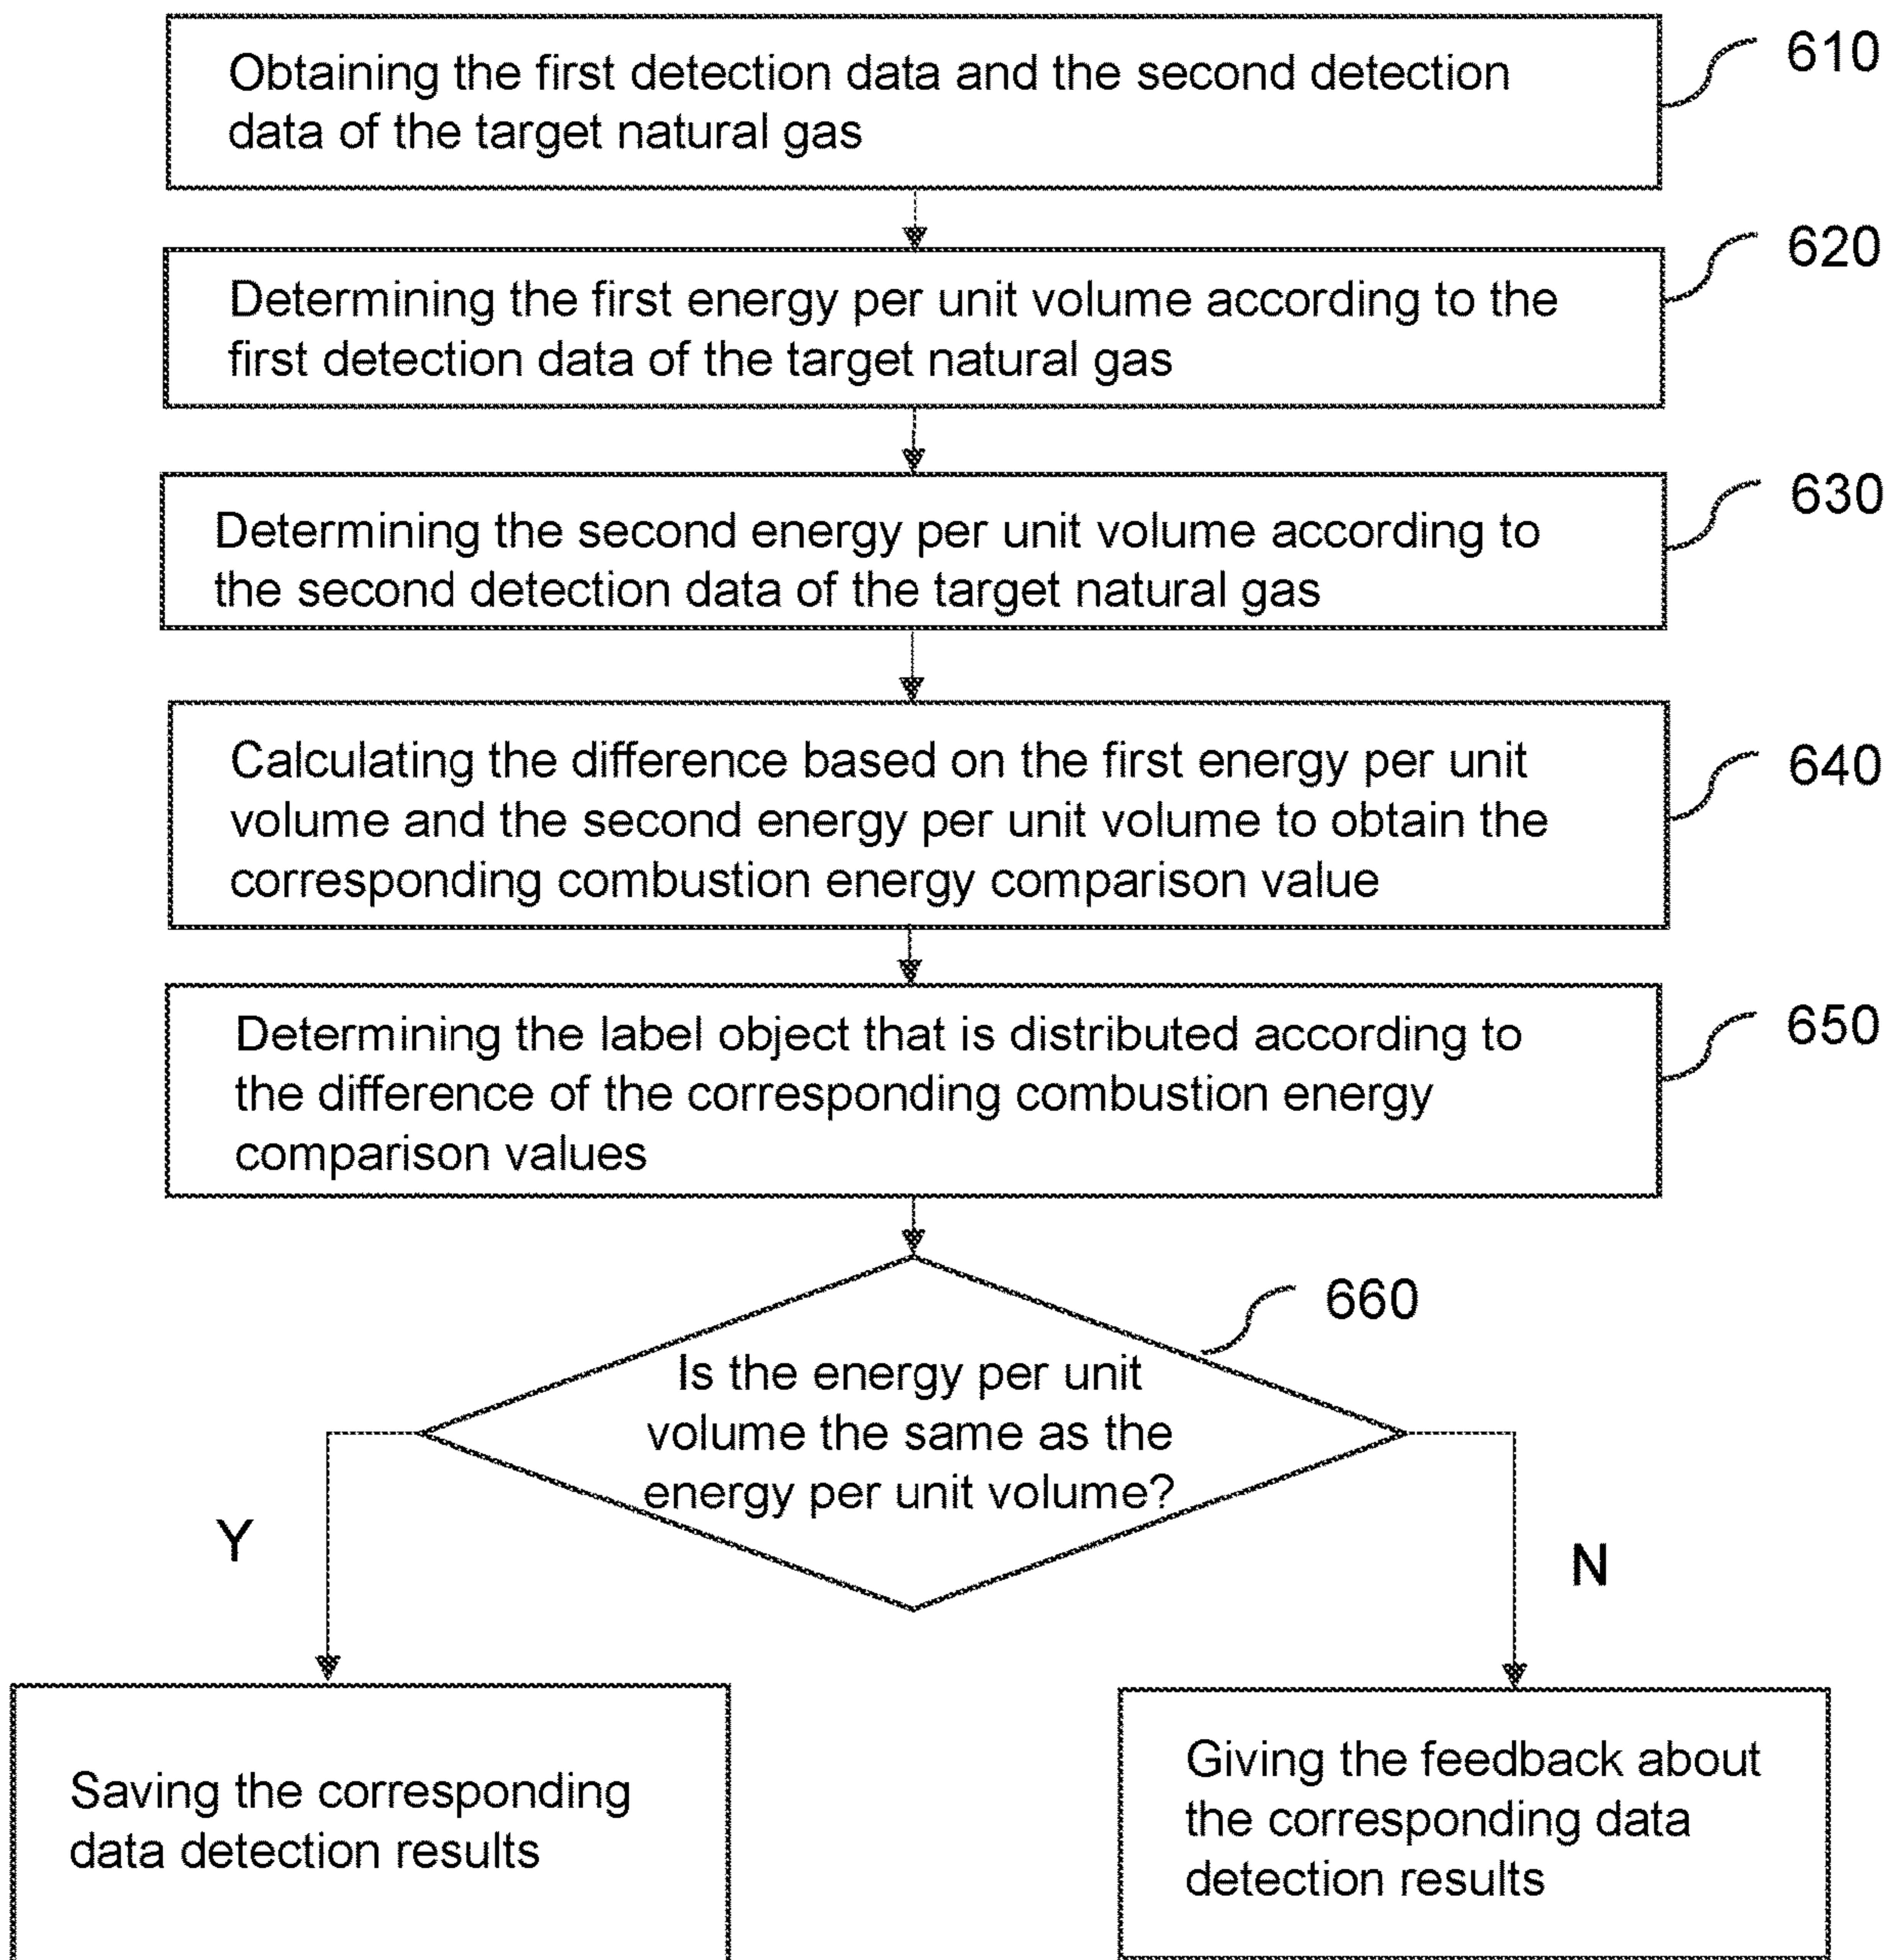 Obtaining the first detection data and the second detection
data of the target natural gas
610
Determining the first energy per unit volume according to the
first detection data of the target natural gas
620
Determining the second energy per unit volume according to
the second detection data of the target natural gas
630
Calculating the difference based on the first energy per unit
volume and the second energy per unit volume to obtain the
corresponding combustion energy comparison value
640
Determining the label object that is distributed according to
the difference of the corresponding combustion energy
comparison values
650
660
Is the energy per unit
volume the same as the
energy per unit volume?
Y
N
Saving the corresponding
data detection results
Giving the feedback about
the corresponding data
detection results